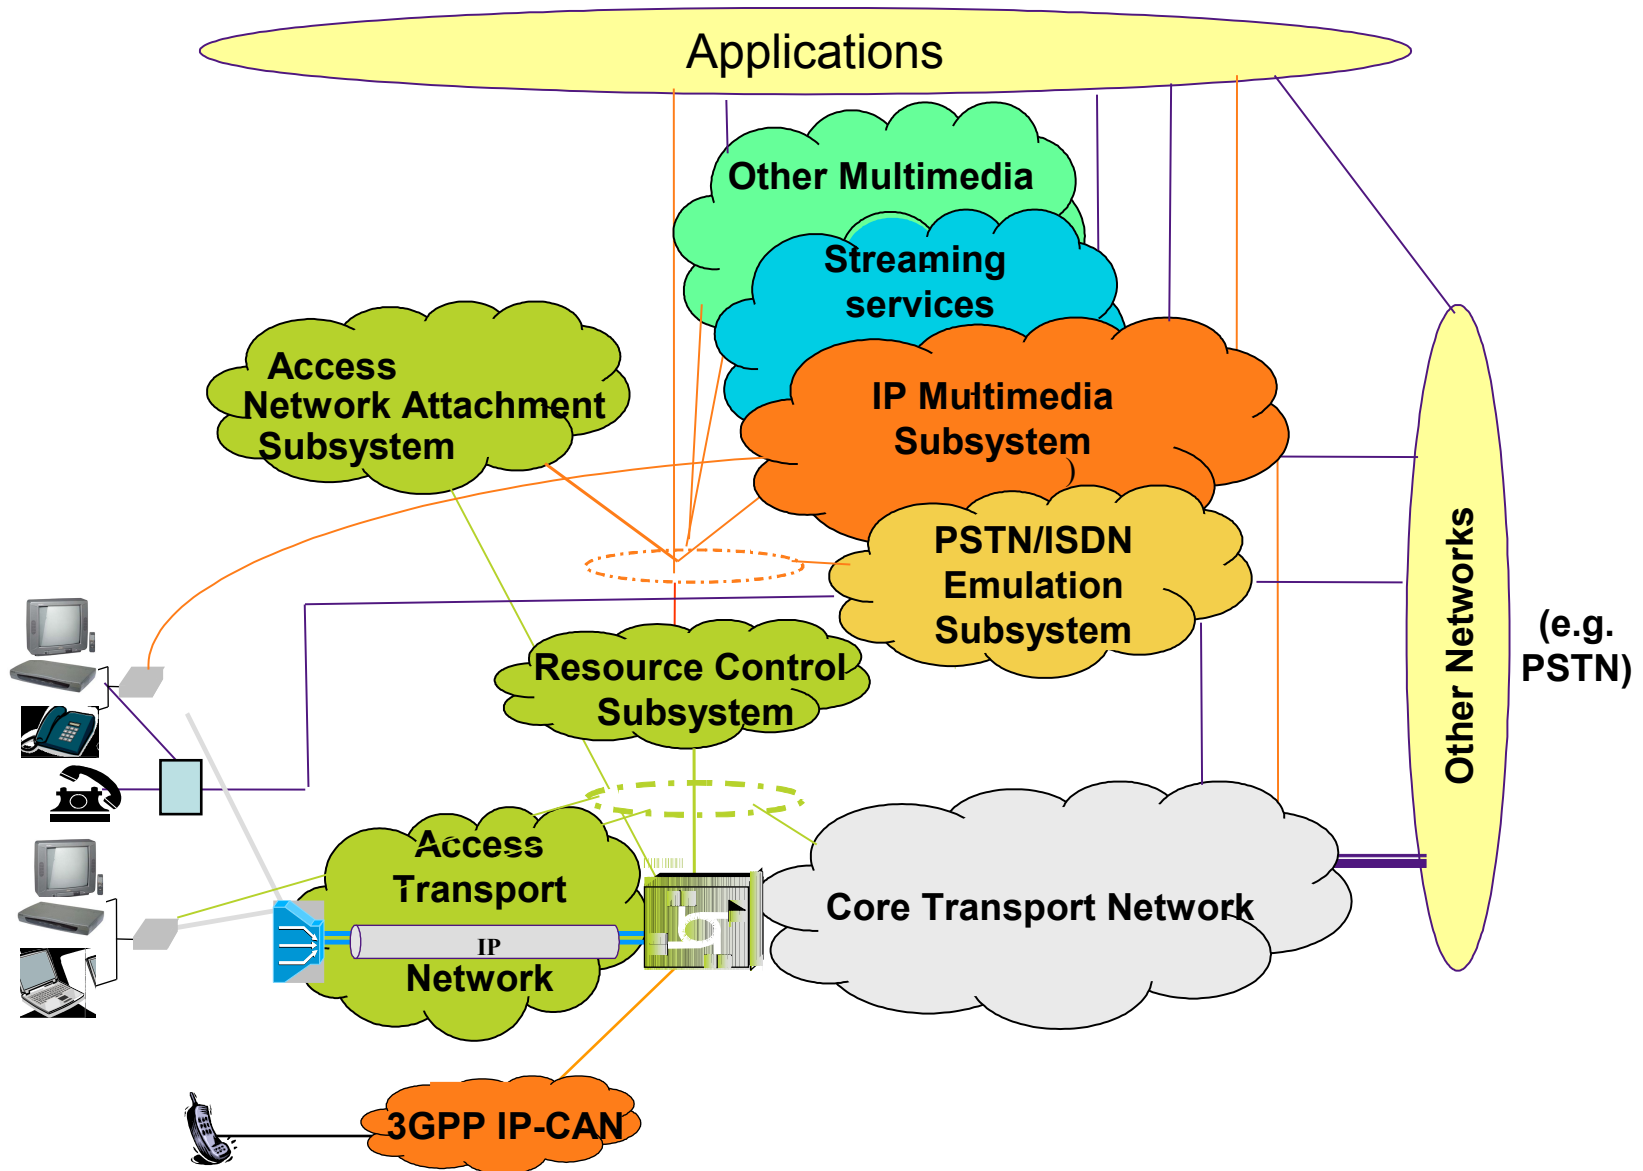 Applications
Other Multimedia
Streaming
services
Access
Network Attachment
Subsystem
IP Multimedia
Subsystem
PSTN/ISDN
Emulation
Subsystem
Resource Control
Subsystem
Other Networks
(e.g.
PSTN)
Access
Transport
IP
Network
Core Transport Network
3GPP IP-CAN